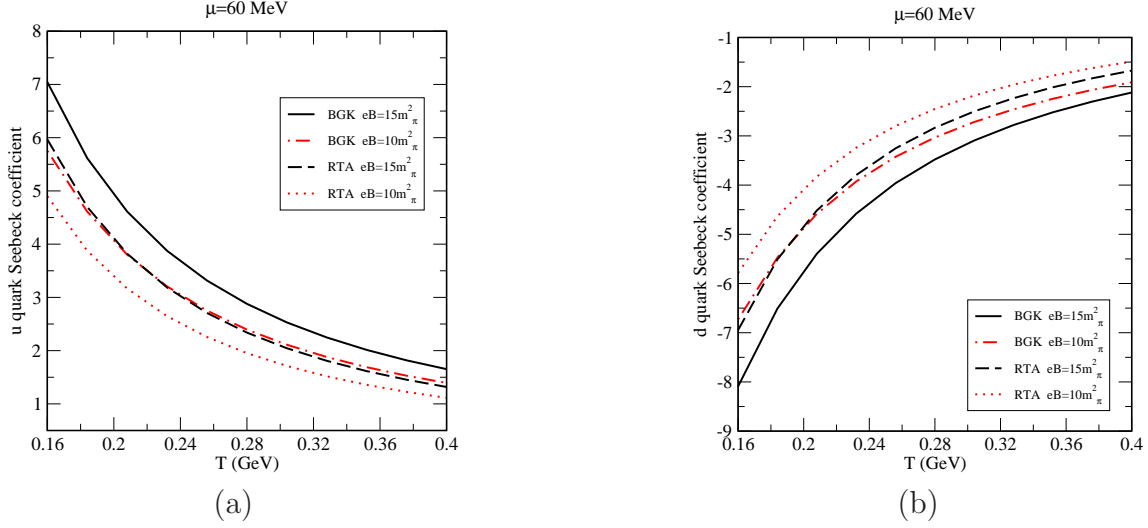 μ=60 MeV
8
7
6
5
4
3
2
1
u quark Seebeck coefficient
BGK eB=15m²π
BGK eB=10m²π
RTA eB=15m²π
RTA eB=10m²π
0.16 0.2 0.24 0.28 0.32 0.36 0.4
T (GeV)
(a)
μ=60 MeV
-1
-2
-3
-4
-5
-6
-7
-8
-9
d quark Seebeck coefficient
BGK eB=15m²π
BGK eB=10m²π
RTA eB=15m²π
RTA eB=10m²π
0.16 0.2 0.24 0.28 0.32 0.36 0.4
T (GeV)
(b)